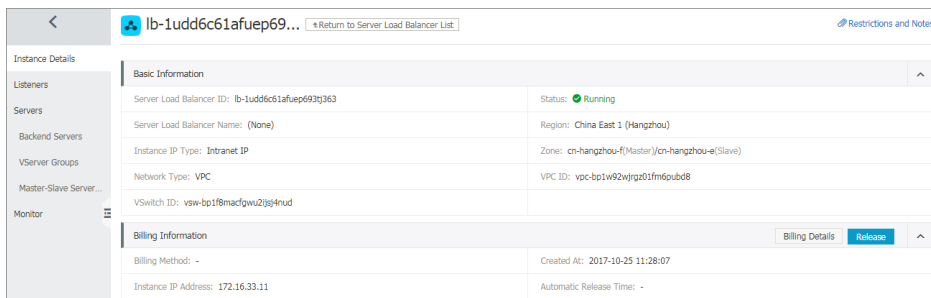 lb-1udd6c61afuep69... Return to Server Load Balancer List
Restrictions and Notes
Instance Details
Listeners
Servers
Backend Servers
VServer Groups
Master-Slave Server...
Monitor
Basic Information
Server Load Balancer ID: lb-1udd6c61afuep693tj363
Status: Running
Server Load Balancer Name: (None)
Region: China East 1 (Hangzhou)
Instance IP Type: Intranet IP
Zone: cn-hangzhou-f(Master)/cn-hangzhou-e(Slave)
Network Type: VPC
VPC ID: vpc-bp1w92wjrgz01fm6pubd8
VSwitch ID: vsw-bp1f8macfgwu2ijsj4nud
Billing Information
Billing Details
Release
Billing Method: -
Created At: 2017-10-25 11:28:07
Instance IP Address: 172.16.33.11
Automatic Release Time: -